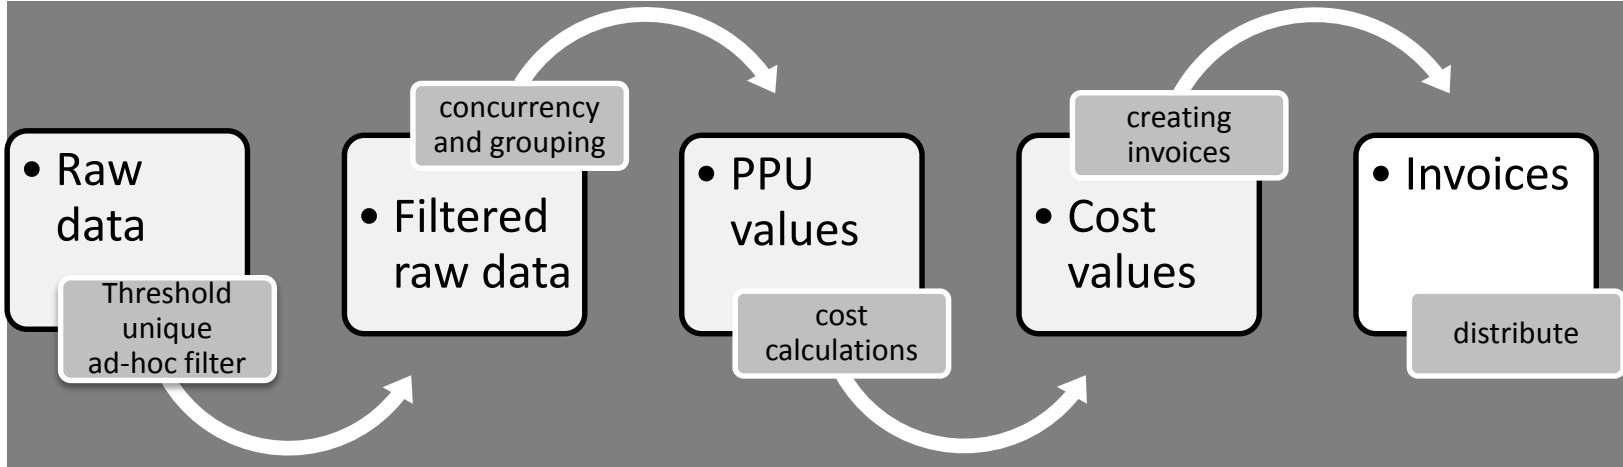 • Raw
data
Threshold
unique
ad-hoc filter
concurrency
and grouping
• Filtered
raw data
• PPU
values
cost
calculations
creating
invoices
• Cost
values
• Invoices
distribute